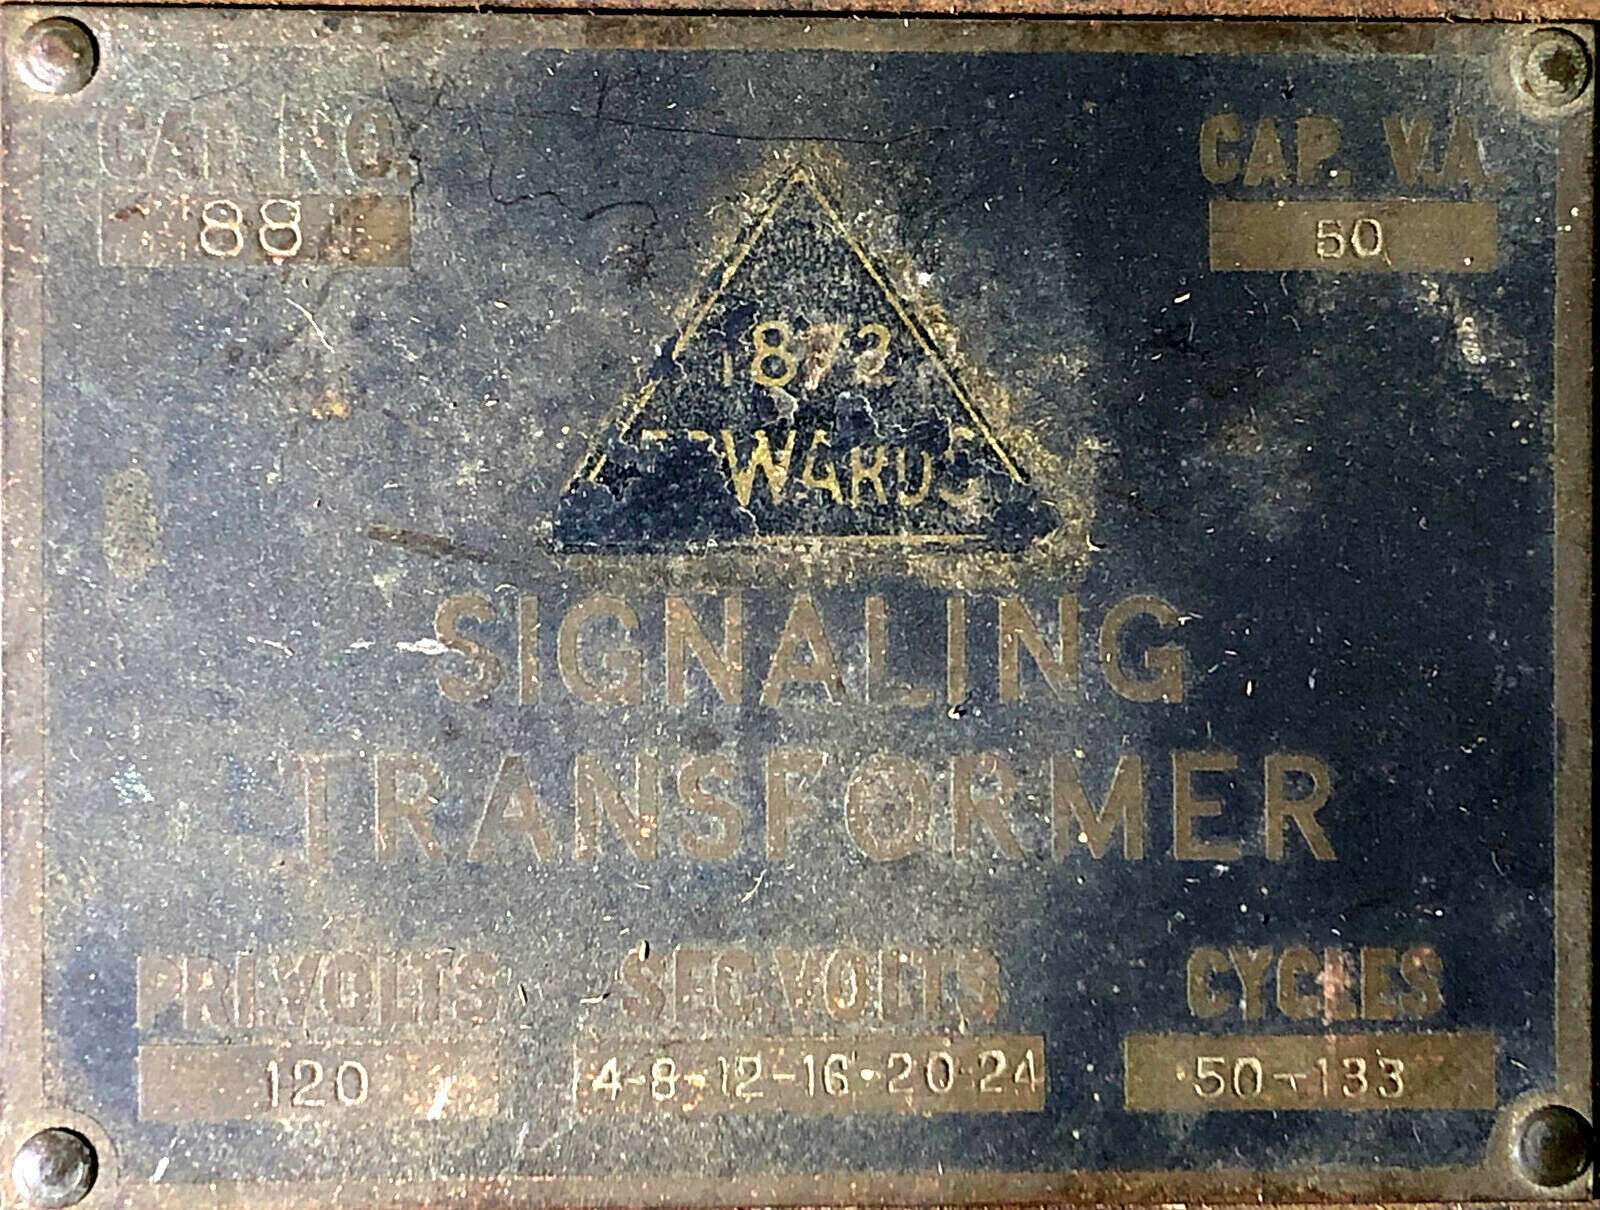 CAT. NO.
88
CAP. V.A.
50
1872
EDWARDS
SIGNALING
TRANSFORMER
PRI. VOLTS
SEC. VOLTS
CYCLES
120
4-8-12-16-20-24
50-133